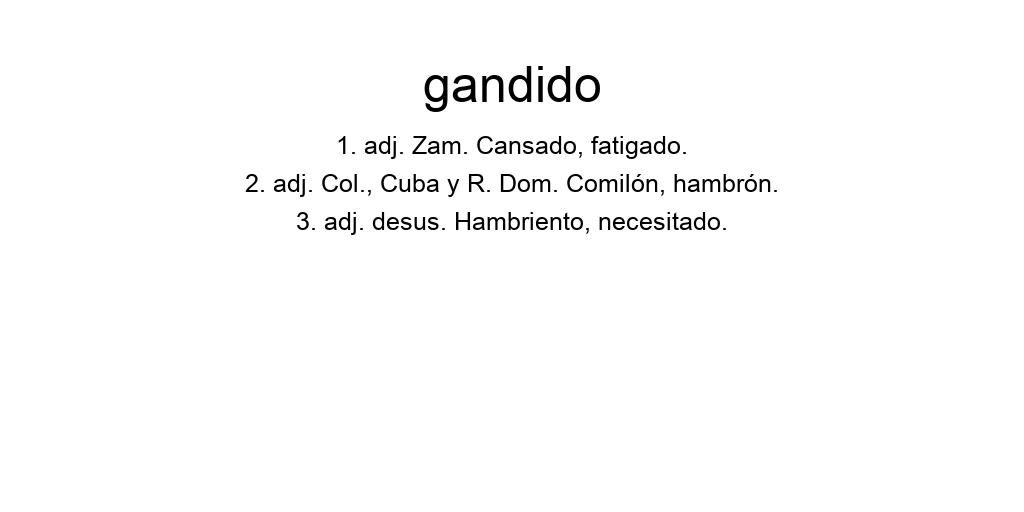 gandido
1. adj. Zam. Cansado, fatigado.
2. adj. Col., Cuba y R. Dom. Comilón, hambrón.
3. adj. desus. Hambriento, necesitado.